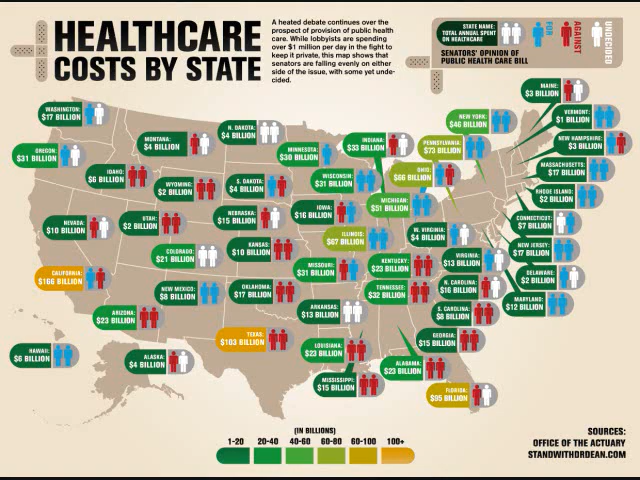 HEALTHCARE
COSTS BY STATE
A heated debate continues over the
prospect of provision of public health
care. While lobbyists are spending
over $1 million per day in the fight to
keep it private, this map shows that
senators are falling evenly on either
side of the issue, with some yet unde-
cided.
STATE NAME:
TOTAL ANNUAL SPENT
ON HEALTHCARE
FOR
AGAINST
UNDECIDED
SENATORS' OPINION OF
PUBLIC HEALTH CARE BILL
WASHINGTON:
$17 BILLION
OREGON:
$31 BILLION
MONTANA:
$4 BILLION
IDAHO:
$6 BILLION
WYOMING:
$2 BILLION
NEVADA:
$10 BILLION
UTAH:
$2 BILLION
COLORADO:
$21 BILLION
CALIFORNIA:
$166 BILLION
ARIZONA:
$23 BILLION
NEW MEXICO:
$8 BILLION
HAWAII:
$6 BILLION
ALASKA:
$4 BILLION
N. DAKOTA:
$4 BILLION
S. DAKOTA:
$4 BILLION
NEBRASKA:
$15 BILLION
KANSAS:
$10 BILLION
OKLAHOMA:
$17 BILLION
TEXAS:
$103 BILLION
MINNESOTA:
$30 BILLION
WISCONSIN:
$31 BILLION
IOWA:
$16 BILLION
ILLINOIS:
$67 BILLION
MISSOURI:
$31 BILLION
ARKANSAS:
$13 BILLION
LOUISIANA:
$23 BILLION
MISSISSIPPI:
$15 BILLION
INDIANA:
$33 BILLION
MICHIGAN:
$51 BILLION
OHIO:
$66 BILLION
PENNSYLVANIA:
$73 BILLION
NEW YORK:
$46 BILLION
KENTUCKY:
$23 BILLION
TENNESSEE:
$32 BILLION
ALABAMA:
$23 BILLION
W. VIRGINIA:
$4 BILLION
VIRGINIA:
$13 BILLION
N. CAROLINA:
$16 BILLION
S. CAROLINA:
$8 BILLION
GEORGIA:
$15 BILLION
FLORIDA:
$95 BILLION
MAINE:
$3 BILLION
VERMONT:
$1 BILLION
NEW HAMPSHIRE:
$3 BILLION
MASSACHUSETS:
$17 BILLION
RHODE ISLAND:
$2 BILLION
CONNECTICUT:
$7 BILLION
NEW JERSEY:
$17 BILLION
DELAWARE:
$2 BILLION
MARYLAND:
$12 BILLION
(IN BILLIONS)
1-20 20-40 40-60 60-80 60-100 100+
SOURCES:
OFFICE OF THE ACTUARY
STANDWITHDRDEAN.COM